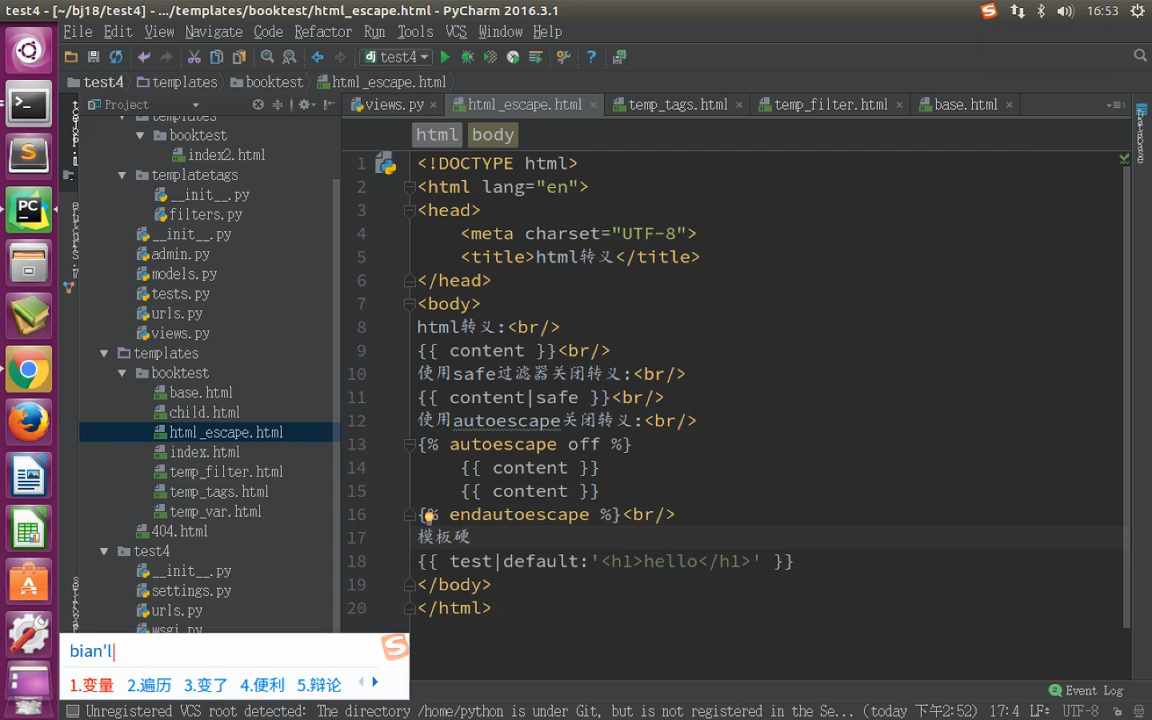 test4 - [~/bj18/test4] - .../templates/booktest/html_escape.html - PyCharm 2016.3.1
16:53
File Edit View Navigate Code Refactor Run Tools VCS Window Help
test4
test4 templates booktest html_escape.html
Project
views.py html_escape.html temp_tags.html temp_filter.html base.html
html body
templates
booktest
index2.html
templatetags
__init__.py
filters.py
__init__.py
admin.py
models.py
tests.py
urls.py
views.py
templates
booktest
base.html
child.html
html_escape.html
index.html
temp_filter.html
temp_tags.html
temp_var.html
404.html
test4
__init__.py
settings.py
urls.py
wsgi.py
1 <!DOCTYPE html>
2 <html lang="en">
3 <head>
4 <meta charset="UTF-8">
5 <title>html转义</title>
6 </head>
7 <body>
8 html转义:<br/>
9 {{ content }}<br/>
10 使用safe过滤器关闭转义:<br/>
11 {{ content|safe }}<br/>
12 使用autoescape关闭转义:<br/>
13 {% autoescape off %}
14 {{ content }}
15 {{ content }}
16 {% endautoescape %}<br/>
17 模板硬
18 {{ test|default:'<h1>hello</h1>' }}
19 </body>
20 </html>
bian'l
1.变量 2.遍历 3.变了 4.便利 5.辩论
Event Log
Unregistered VCS root detected: The directory /home/python is under Git, but is not registered in the Se... (today 下午2:52) 17:4 LF÷ UTF-8